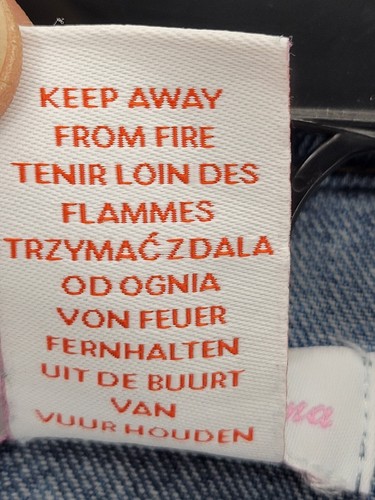 KEEP AWAY
FROM FIRE
TENIR LOIN DES
FLAMMES
TRZYMAĆ Z DALA
OD OGNIA
VON FEUER
FERNHALTEN
UIT DE BUURT
VAN
VUUR HOUDEN